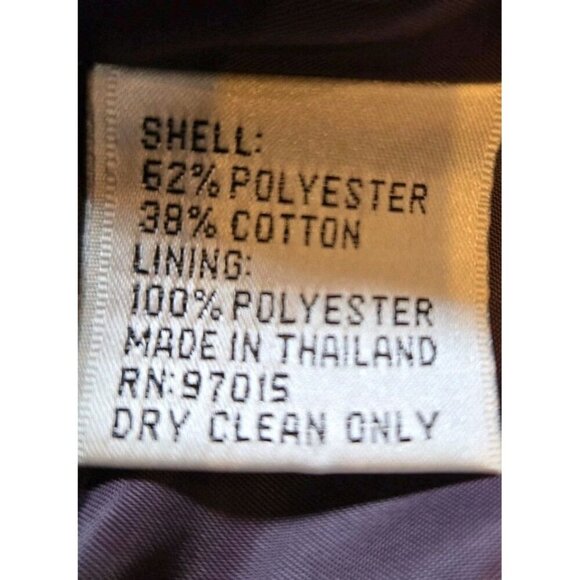 SHELL:
62% POLYESTER
38% COTTON
LINING:
100% POLYESTER
MADE IN THAILAND
RN:97015
DRY CLEAN ONLY